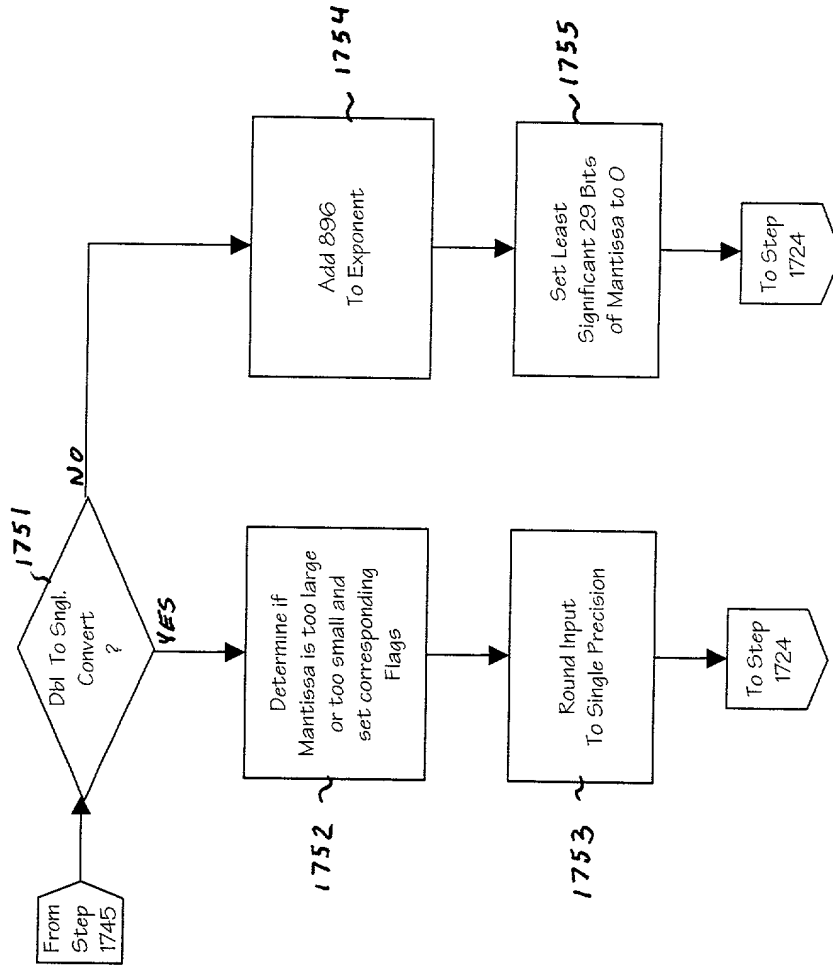 From
Step
1745
1751
Dbl To Sngl.
Convert
?
NO
YES
Determine if
Mantissa is too large
or too small and
set corresponding
Flags
1752
Round Input
To Single Precision
1753
To Step
1724
Add 896
To Exponent
1754
Set Least
Significant 29 Bits
of Mantissa to 0
1755
To Step
1724